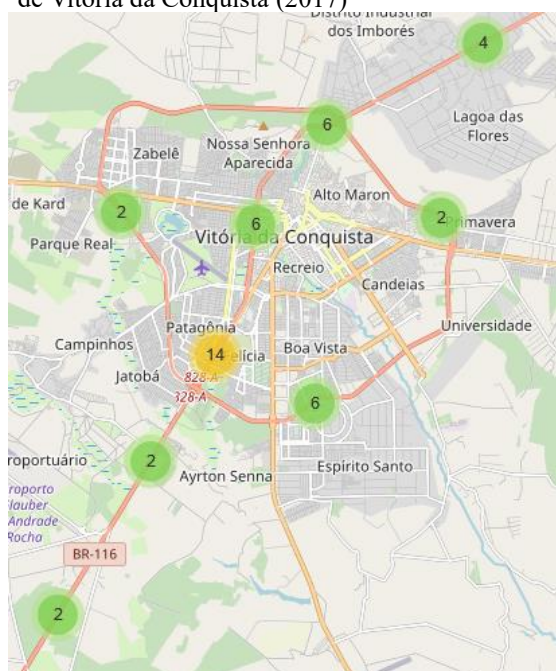 de Vitória da Conquista (2017)
Distrito Industrial
dos Imborés
4
6
Lagoa das
Flores
Nossa Senhora
Aparecida
Zabelê
Alto Maron
de Kard
2
6
2
Primavera
Parque Real
Vitória da Conquista
Recreio
Candeias
Universidade
Patagônia
Campinhos
14
elícia
Boa Vista
Jatobá
828-A
828-A
6
2
roportuário
Ayrton Senna
Espírito Santo
roporto
Glauber
Andrade
Rocha
BR-116
2